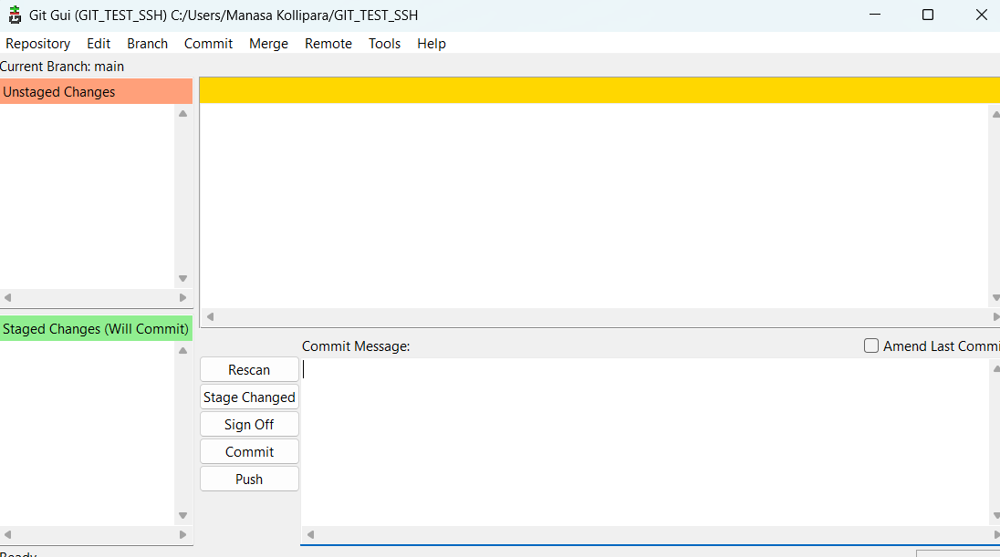 Git Gui (GIT_TEST_SSH) C:/Users/Manasa Kollipara/GIT_TEST_SSH
Repository Edit Branch Commit Merge Remote Tools Help
Current Branch: main
Unstaged Changes
Staged Changes (Will Commit)
Commit Message:
Amend Last Commi
Rescan
Stage Changed
Sign Off
Commit
Push
Ready